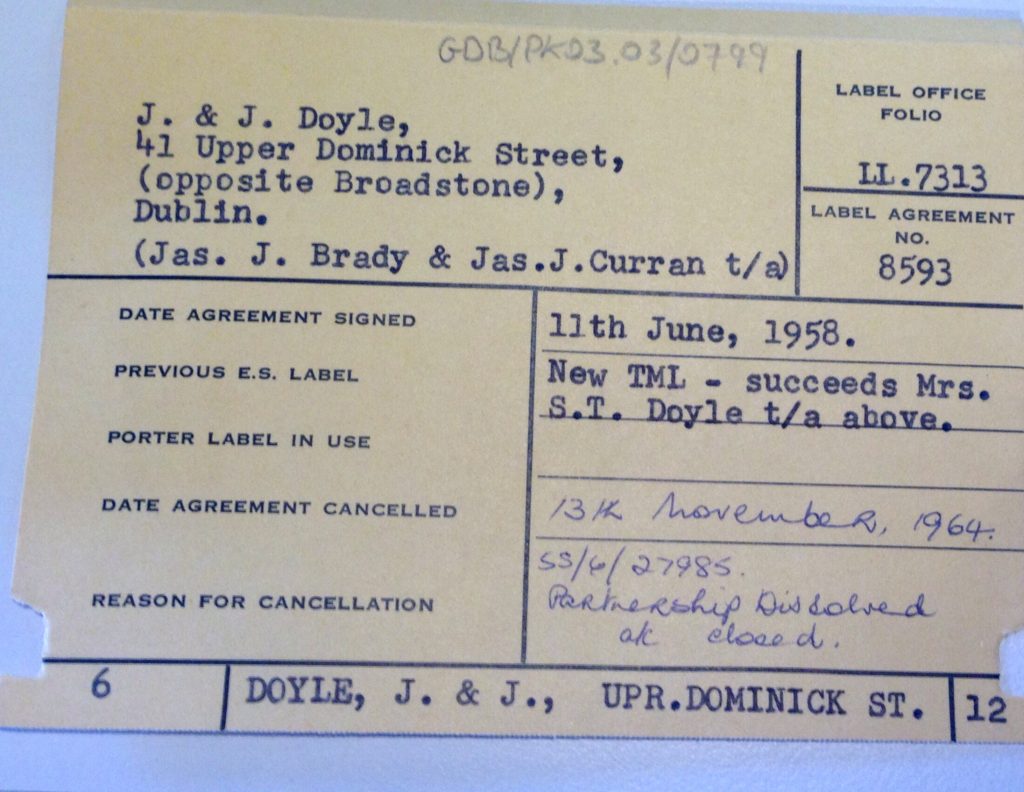 GDB/PK03.03/0799
J. & J. Doyle,
41 Upper Dominick Street,
(opposite Broadstone),
Dublin.
(Jas. J. Brady & Jas.J.Curran t/a)
LABEL OFFICE
FOLIO
LL.7313
LABEL AGREEMENT
NO.
8593
DATE AGREEMENT SIGNED
11th June, 1958.
PREVIOUS E.S. LABEL
New TML - succeeds Mrs.
S.T. Doyle t/a above.
PORTER LABEL IN USE
DATE AGREEMENT CANCELLED
13th November, 1964.
REASON FOR CANCELLATION
SS/6/27985.
Partnership Dissolved
a/c closed.
6
DOYLE, J. & J., UPR.DOMINICK ST.
12